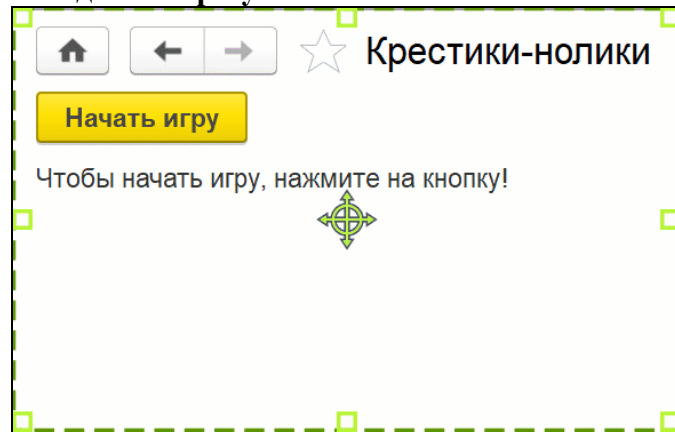 Крестики-нолики
Начать игру
Чтобы начать игру, нажмите на кнопку!